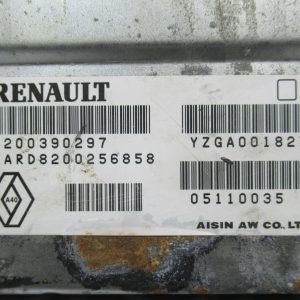 RENAULT
200390297 YZGA00182
ARD8200256858
05110035
A40
AISIN AW CO., LT